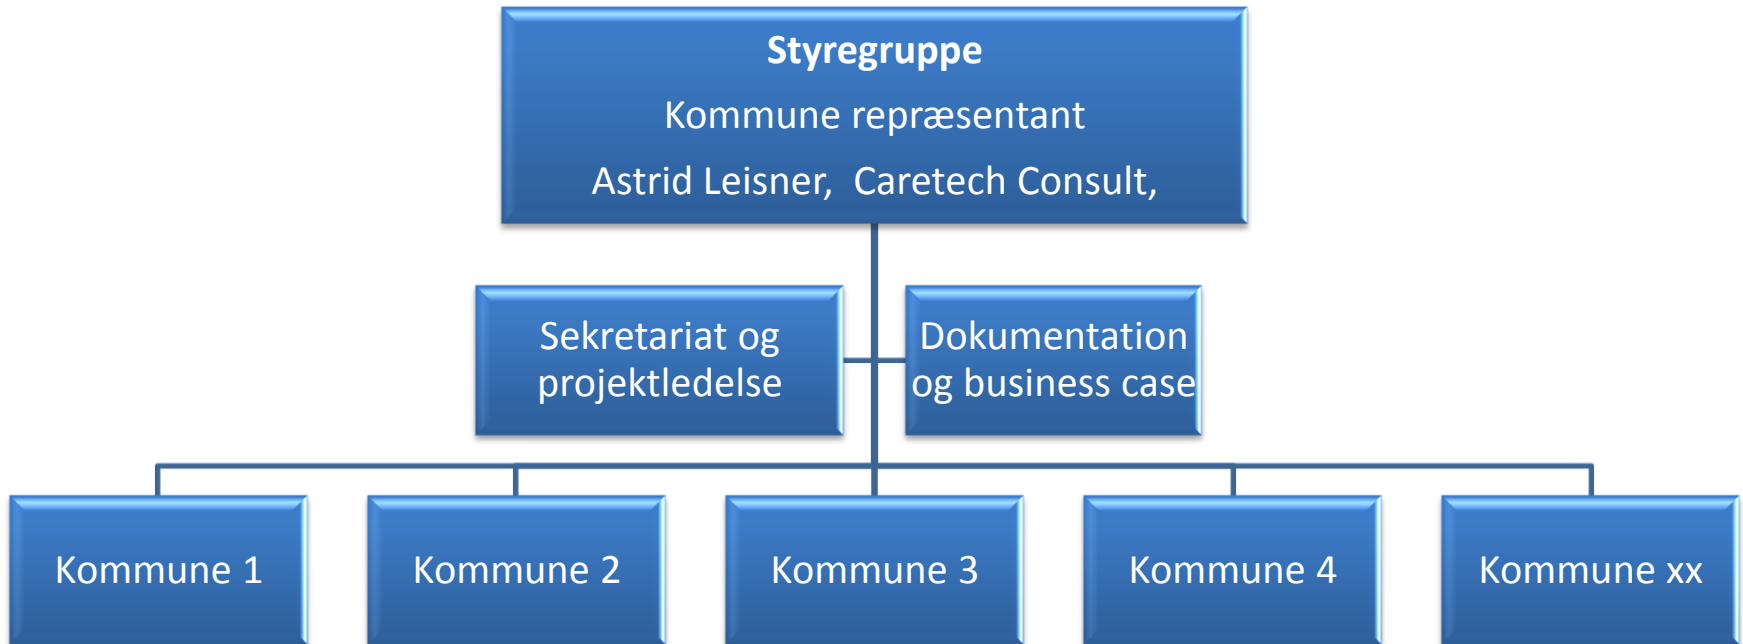 Styregruppe
Kommune repræsentant
Astrid Leisner, Caretech Consult,
Sekretariat og
projektledelse
Dokumentation
og business case
Kommune 1
Kommune 2
Kommune 3
Kommune 4
Kommune xx